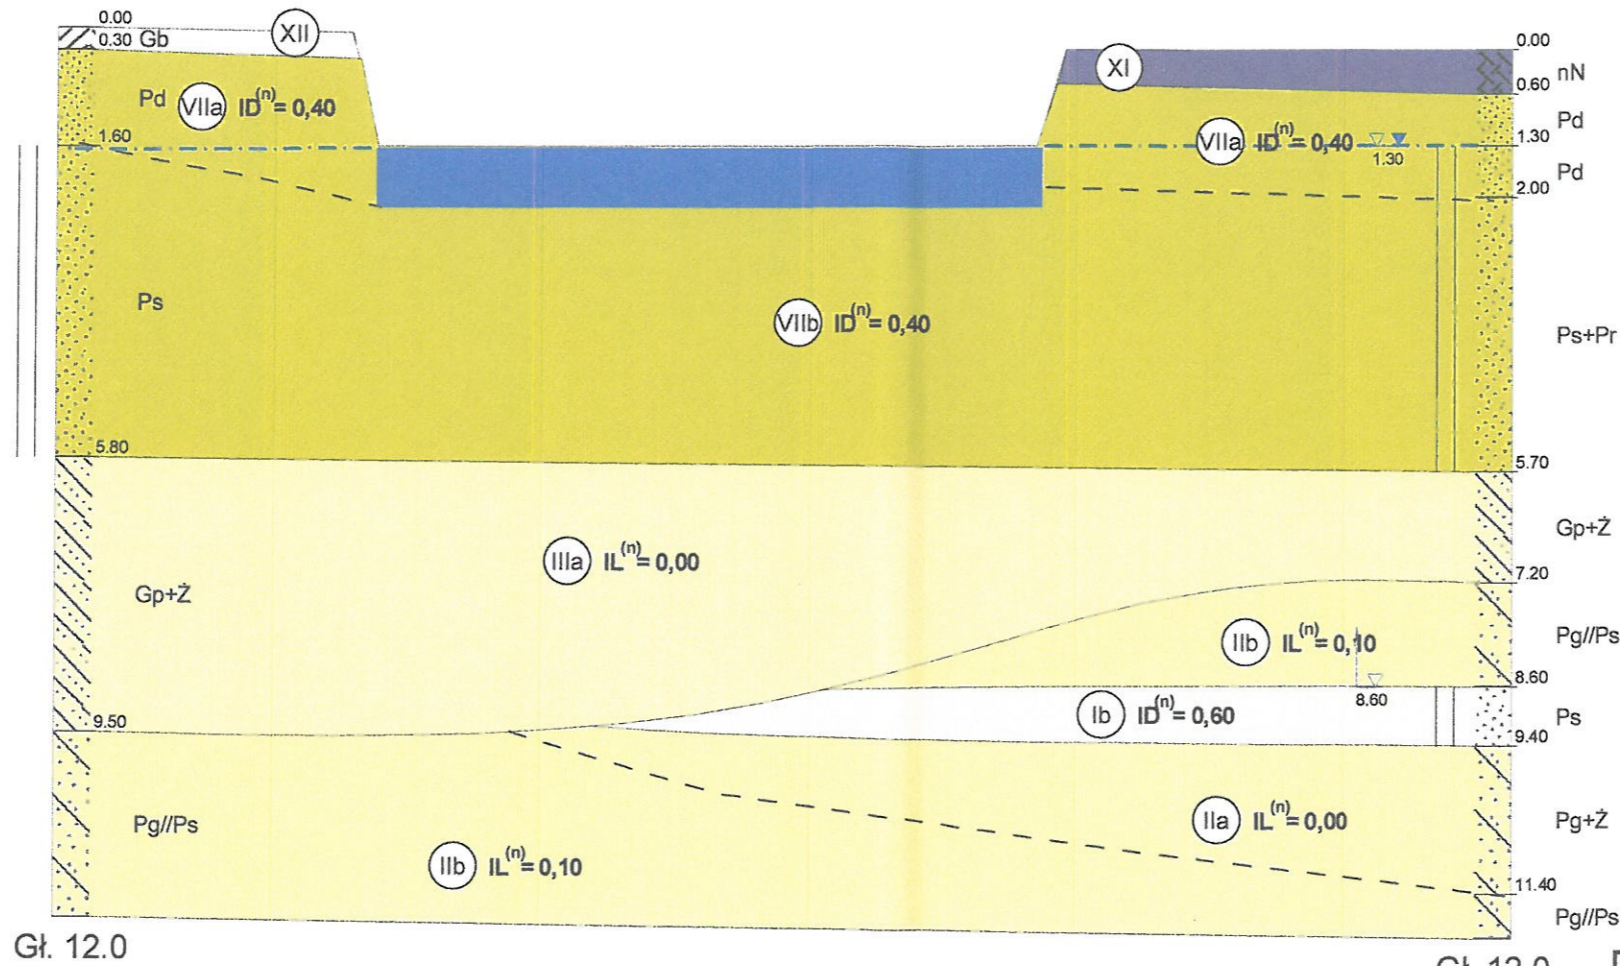 0.00
XII
0.30 Gb
Pd VIIa ID(n)= 0,40
1.60
Ps
5.80
Gp+Ż
9.50
Pg//Ps
Gł. 12.0
VIIb ID(n)= 0,40
IIIa IL(n)= 0,00
IIb IL(n)= 0,10
XI
VIIa ID(n)= 0,40
1.30
IIb IL(n)= 0,10
8.60
Ib ID(n)= 0,60
IIa IL(n)= 0,00
0.00
nN
0.60
Pd
1.30
Pd
2.00
Ps+Pr
5.70
Gp+Ż
7.20
Pg//Ps
8.60
Ps
9.40
Pg+Ż
11.40
Pg//Ps
Gł. 12.0